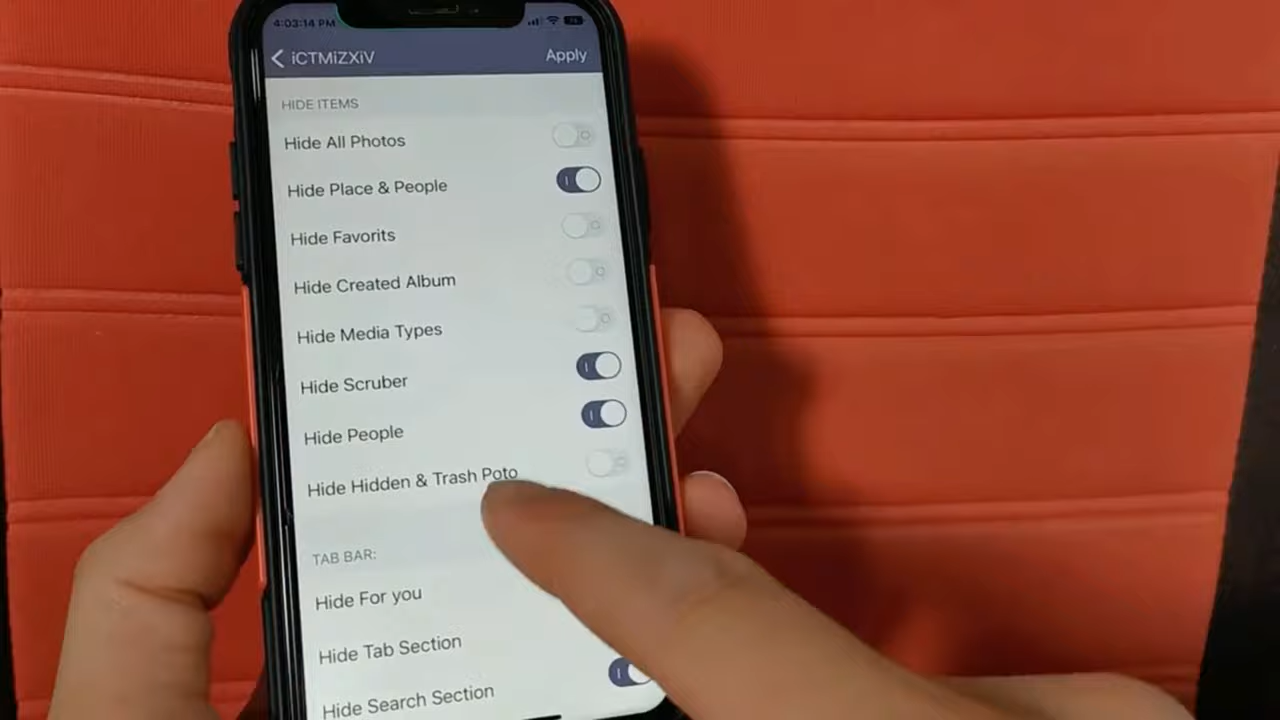 4:03:14 PM
iCTMiZXiV
Apply
HIDE ITEMS
Hide All Photos
Hide Place & People
Hide Favorits
Hide Created Album
Hide Media Types
Hide Scruber
Hide People
Hide Hidden & Trash Poto
TAB BAR:
Hide For you
Hide Tab Section
Hide Search Section